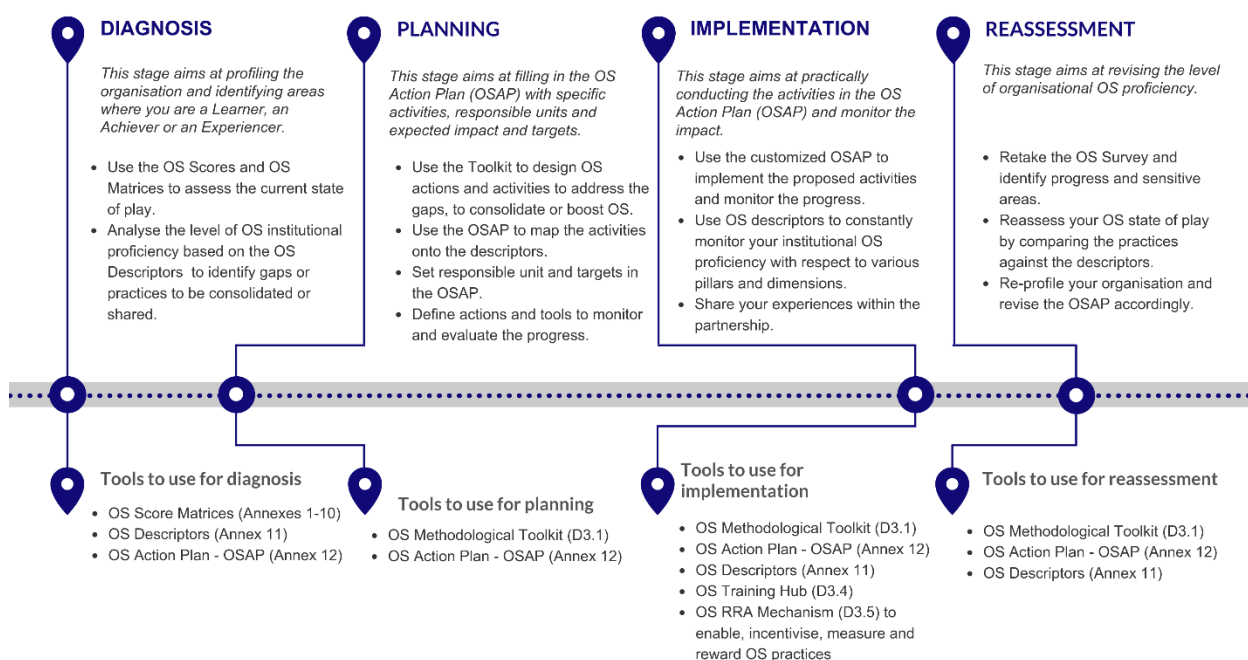 DIAGNOSIS
This stage aims at profiling the
organisation and identifying areas
where you are a Learner, an
Achiever or an Experiencer.
• Use the OS Scores and OS
Matrices to assess the current state
of play.
• Analyse the level of OS institutional
proficiency based on the OS
Descriptors to identify gaps or
practices to be consolidated or
shared.
PLANNING
This stage aims at filling in the OS
Action Plan (OSAP) with specific
activities, responsible units and
expected impact and targets.
• Use the Toolkit to design OS
actions and activities to address the
gaps, to consolidate or boost OS.
• Use the OSAP to map the activities
onto the descriptors.
• Set responsible unit and targets in
the OSAP.
• Define actions and tools to monitor
and evaluate the progress.
IMPLEMENTATION
This stage aims at practically
conducting the activities in the OS
Action Plan (OSAP) and monitor the
impact.
• Use the customized OSAP to
implement the proposed activities
and monitor the progress.
• Use OS descriptors to constantly
monitor your institutional OS
proficiency with respect to various
pillars and dimensions.
• Share your experiences within the
partnership.
REASSESSMENT
This stage aims at revising the level
of organisational OS proficiency.
• Retake the OS Survey and
identify progress and sensitive
areas.
• Reassess your OS state of play
by comparing the practices
against the descriptors.
• Re-profile your organisation and
revise the OSAP accordingly.
Tools to use for diagnosis
• OS Score Matrices (Annexes 1-10)
• OS Descriptors (Annex 11)
• OS Action Plan - OSAP (Annex 12)
Tools to use for planning
• OS Methodological Toolkit (D3.1)
• OS Action Plan - OSAP (Annex 12)
Tools to use for
implementation
• OS Methodological Toolkit (D3.1)
• OS Action Plan - OSAP (Annex 12)
• OS Descriptors (Annex 11)
• OS Training Hub (D3.4)
• OS RRA Mechanism (D3.5) to
enable, incentivise, measure and
reward OS practices
Tools to use for reassessment
• OS Methodological Toolkit (D3.1)
• OS Action Plan - OSAP (Annex 12)
• OS Descriptors (Annex 11)